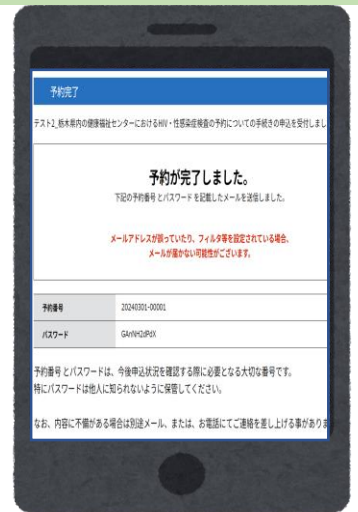 予約完了
テスト2_栃木県内の健康福祉センターにおけるHIV・性感染症検査の予約についての手続きの申込を受付しまし
予約が完了しました。
下記の予約番号 とパスワード を記載したメールを送信しました。
メールアドレスが誤っていたり、フィルタ等を設定されている場合、
メールが届かない可能性がございます。
予約番号 20240301-00001
パスワード GAnNH2dPdX
予約番号 とパスワードは、今後申込状況を確認する際に必要となる大切な番号です。
特にパスワードは他人に知られないように保管してください。
なお、内容に不備がある場合は別途メール、または、お電話にてご連絡を差し上げる事がありま